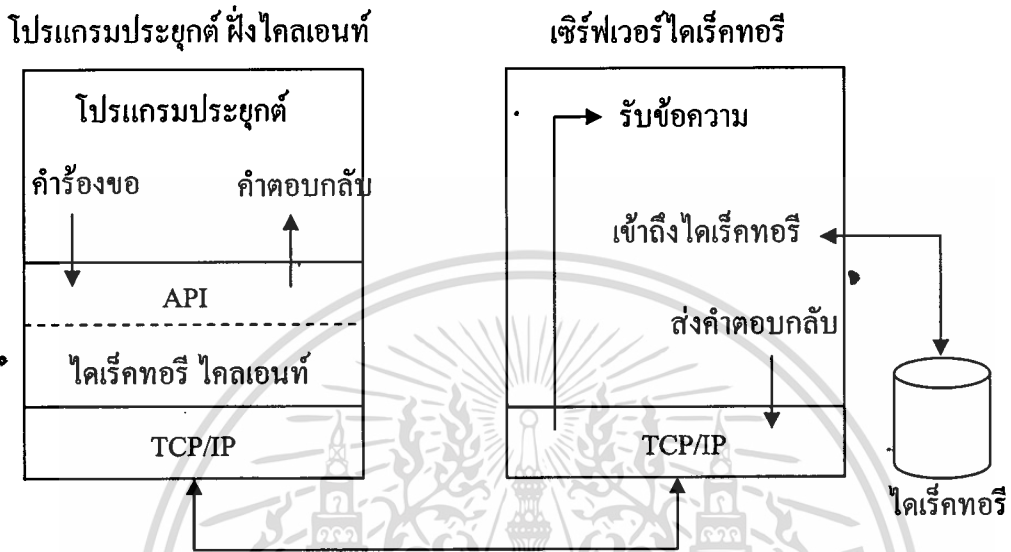 โปรแกรมประยุกต์ ฝั่งไคลเอนท์
เซิร์ฟเวอร์ ไดเร็คทอรี
โปรแกรมประยุกต์
รับข้อความ
คำร้องขอ
คำตอบกลับ
เข้าถึง ไดเร็คทอรี
API
ส่งคำตอบกลับ
ไดเร็คทอรี ไคลเอนท์
TCP/IP
TCP/IP
ไดเร็คทอรี